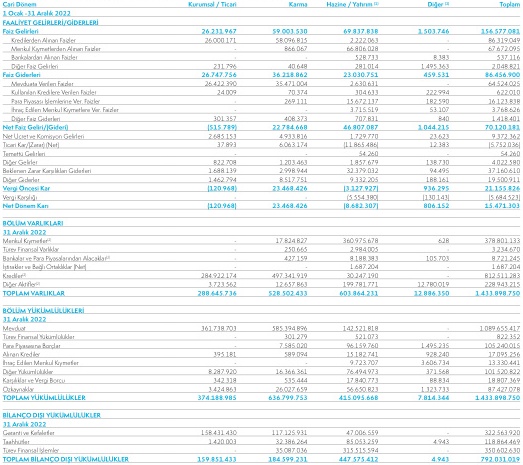 Cari Dönem Kurumsal / Ticari Karma Hazine / Yatırım (1) Diğer (2) Toplam
1 Ocak - 31 Aralık 2022
FAALİYET GELİRLERİ/GİDERLERİ
Faiz Gelirleri 26.231.967 59.003.530 69.837.838 1.503.746 156.577.081
Kredilerden Alınan Faizler 26.000.171 58.096.815 2.222.063 - 86.319.049
Menkul Kıymetlerden Alınan Faizler - 866.067 66.806.028 - 67.672.095
Bankalardan Alınan Faizler - - 528.733 8.383 537.116
Diğer Faiz Gelirleri 231.796 40.648 281.014 1.495.363 2.048.821
Faiz Giderleri 26.747.756 36.218.862 23.030.751 459.531 86.456.900
Mevduata Verilen Faizler 26.422.390 35.471.004 2.630.631 - 64.524.025
Kullanılan Kredilere Verilen Faizler 24.009 70.374 304.633 222.994 622.010
Para Piyasası İşlemlerine Ver. Faizler - 269.111 15.672.137 182.590 16.123.838
İhraç Edilen Menkul Kıymetlere Ver. Faizler - - 3.715.519 53.107 3.768.626
Diğer Faiz Giderleri 301.357 408.373 707.831 840 1.418.401
Net Faiz Geliri/(Gideri) (515.789) 22.784.668 46.807.087 1.044.215 70.120.181
Net Ücret ve Komisyon Gelirleri 2.685.153 4.933.816 1.729.770 23.623 9.372.362
Ticari Kar/(Zarar) (Net) 37.893 6.063.174 (11.865.486) 12.383 (5.752.036)
Temettü Gelirleri - - 54.260 - 54.260
Diğer Gelirler 822.708 1.203.463 1.857.679 138.730 4.022.580
Beklenen Zarar Karşılıkları Giderleri 1.688.139 2.998.944 32.379.032 94.495 37.160.610
Diğer Giderler 1.462.794 8.517.751 9.332.205 188.161 19.500.911
Vergi Öncesi Kar (120.968) 23.468.426 (3.127.927) 936.295 21.155.826
Vergi Karşılığı - - (5.554.380) (130.143) (5.684.523)
Net Dönem Karı (120.968) 23.468.426 (8.682.307) 806.152 15.471.303
BÖLÜM VARLIKLARI
31 Aralık 2022
Menkul Kıymetler - 17.824.827 360.975.678 628 378.801.133
Türev Finansal Varlıklar - 250.665 2.984.005 - 3.234.670
Bankalar ve Para Piyasalarından Alacaklar - 427.159 8.188.383 105.703 8.721.245
İştirakler ve Bağlı Ortaklıklar (Net) - - 1.687.204 - 1.687.204
Krediler 284.922.174 497.341.919 30.247.190 - 812.511.283
Diğer Aktifler 3.723.562 12.657.863 199.781.771 12.780.019 228.943.215
TOPLAM VARLIKLAR 288.645.736 528.502.433 603.864.231 12.886.350 1.433.898.750
BÖLÜM YÜKÜMLÜLÜKLERİ
31 Aralık 2022
Mevduat 361.738.703 585.394.896 142.521.818 - 1.089.655.417
Türev Finansal Yükümlülükler - 301.279 521.073 - 822.352
Para Piyasasına Borçlar - 7.585.020 96.159.760 1.495.235 105.240.015
Alınan Krediler 395.181 589.094 15.182.741 928.240 17.095.256
İhraç Edilen Menkul Kıymetler - - 9.723.707 3.606.734 13.330.441
Diğer Yükümlülükler 8.287.920 16.366.361 76.494.973 371.568 101.520.822
Karşılıklar ve Vergi Borcu 342.318 535.444 17.840.773 88.834 18.807.369
Özkaynaklar 3.424.863 26.027.659 56.650.823 1.323.733 87.427.078
TOPLAM YÜKÜMLÜLÜKLER 374.188.985 636.799.753 415.095.668 7.814.344 1.433.898.750
BİLANÇO DIŞI YÜKÜMLÜLÜKLER
31 Aralık 2022
Garanti ve Kefaletler 158.431.430 117.125.931 47.006.559 - 322.563.920
Taahhütler 1.420.003 32.386.264 85.053.259 4.943 118.864.469
Türev Finansal İşlemler - 35.087.036 315.515.594 - 350.602.630
TOPLAM BİLANÇO DIŞI YÜKÜMLÜLÜKLER 159.851.433 184.599.231 447.575.412 4.943 792.031.019